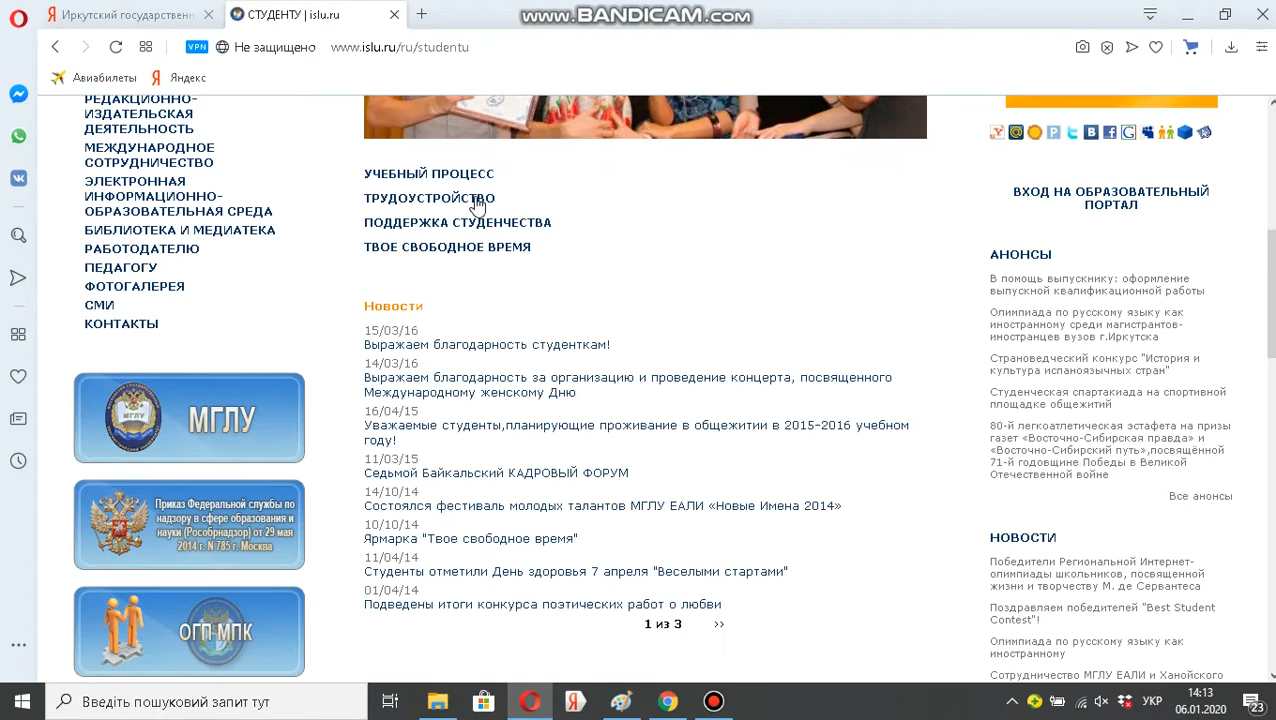 www.BANDICAM.com
Иркутский государственн
СТУДЕНТУ | islu.ru
VPN
Не защищено
www.islu.ru/ru/studentu
Авиабилеты
Яндекс
РЕДАКЦИОННО-
ИЗДАТЕЛЬСКАЯ
ДЕЯТЕЛЬНОСТЬ
МЕЖДУНАРОДНОЕ
СОТРУДНИЧЕСТВО
ЭЛЕКТРОННАЯ
ИНФОРМАЦИОННО-
ОБРАЗОВАТЕЛЬНАЯ СРЕДА
БИБЛИОТЕКА И МЕДИАТЕКА
РАБОТОДАТЕЛЮ
ПЕДАГОГУ
ФОТОГАЛЕРЕЯ
СМИ
КОНТАКТЫ
МГЛУ
МГЛУ
Приказ Федеральной службы по
надзору в сфере образования и
науки (Рособрнадзор) от 29 мая
2014 г. N 785 г. Москва
ОГП МПК
УЧЕБНЫЙ ПРОЦЕСС
ТРУДОУСТРОЙСТВО
ПОДДЕРЖКА СТУДЕНЧЕСТВА
ТВОЕ СВОБОДНОЕ ВРЕМЯ
Новости
15/03/16
Выражаем благодарность студенткам!
14/03/16
Выражаем благодарность за организацию и проведение концерта, посвященного
Международному женскому Дню
16/04/15
Уважаемые студенты,планирующие проживание в общежитии в 2015-2016 учебном
году!
11/03/15
Седьмой Байкальский КАДРОВЫЙ ФОРУМ
14/10/14
Состоялся фестиваль молодых талантов МГЛУ ЕАЛИ «Новые Имена 2014»
10/10/14
Ярмарка "Твое свободное время"
11/04/14
Студенты отметили День здоровья 7 апреля "Веселыми стартами"
01/04/14
Подведены итоги конкурса поэтических работ о любви
1 из 3 ››
ВХОД НА ОБРАЗОВАТЕЛЬНЫЙ
ПОРТАЛ
АНОНСЫ
В помощь выпускнику: оформление
выпускной квалификационной работы
Олимпиада по русскому языку как
иностранному среди магистрантов-
иностранцев вузов г.Иркутска
Страноведческий конкурс "История и
культура испаноязычных стран"
Студенческая спартакиада на спортивной
площадке общежитий
80-й легкоатлетическая эстафета на призы
газет «Восточно-Сибирская правда» и
«Восточно-Сибирский путь»,посвящённой
71-й годовщине Победы в Великой
Отечественной войне
Все анонсы
НОВОСТИ
Победители Региональной Интернет-
олимпиады школьников, посвященной
жизни и творчеству М. де Сервантеса
Поздравляем победителей "Best Student
Contest"!
Олимпиада по русскому языку как
иностранному
Сотрудничество МГЛУ ЕАЛИ и Ханойского
Введіть пошуковий запит тут
УКР
14:13
06.01.2020
23